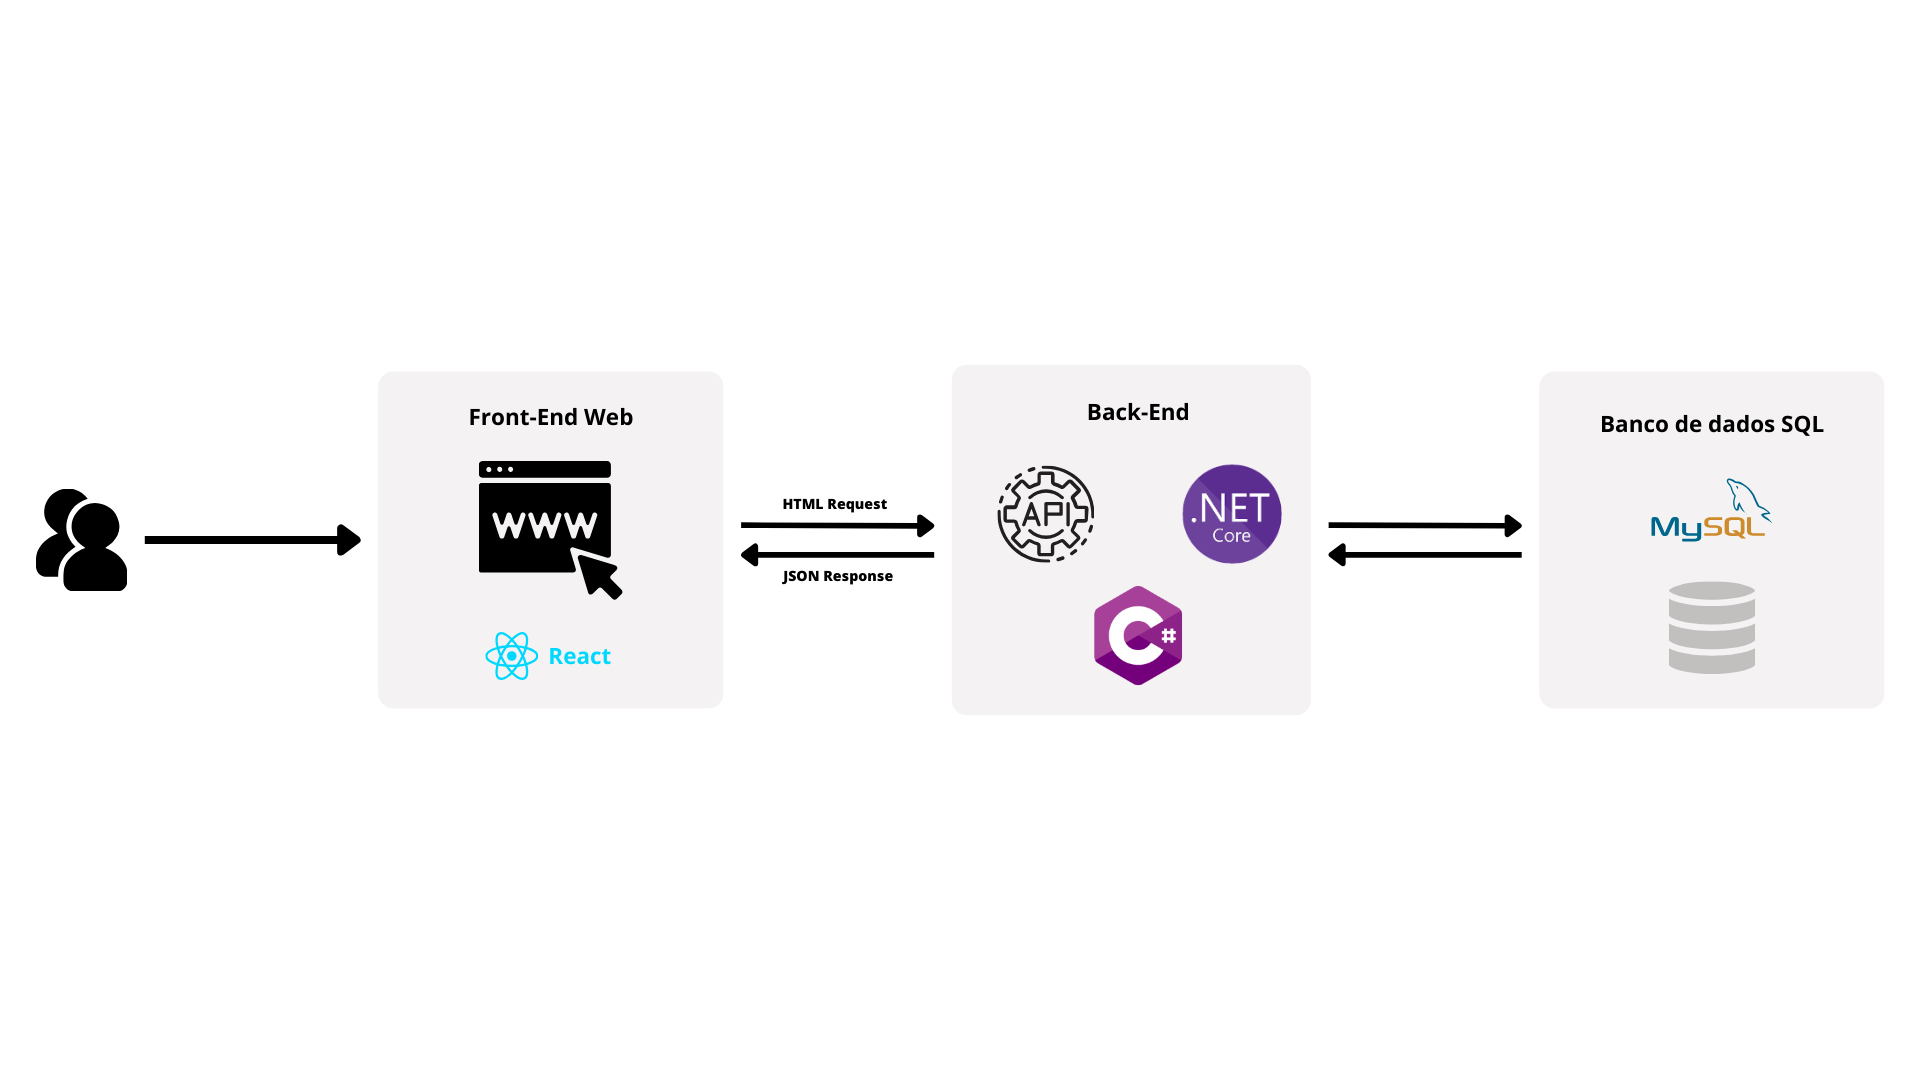 Front-End Web
WWW
React
HTML Request
JSON Response
Back-End
API
.NET
Core
C#
Banco de dados SQL
MySQL